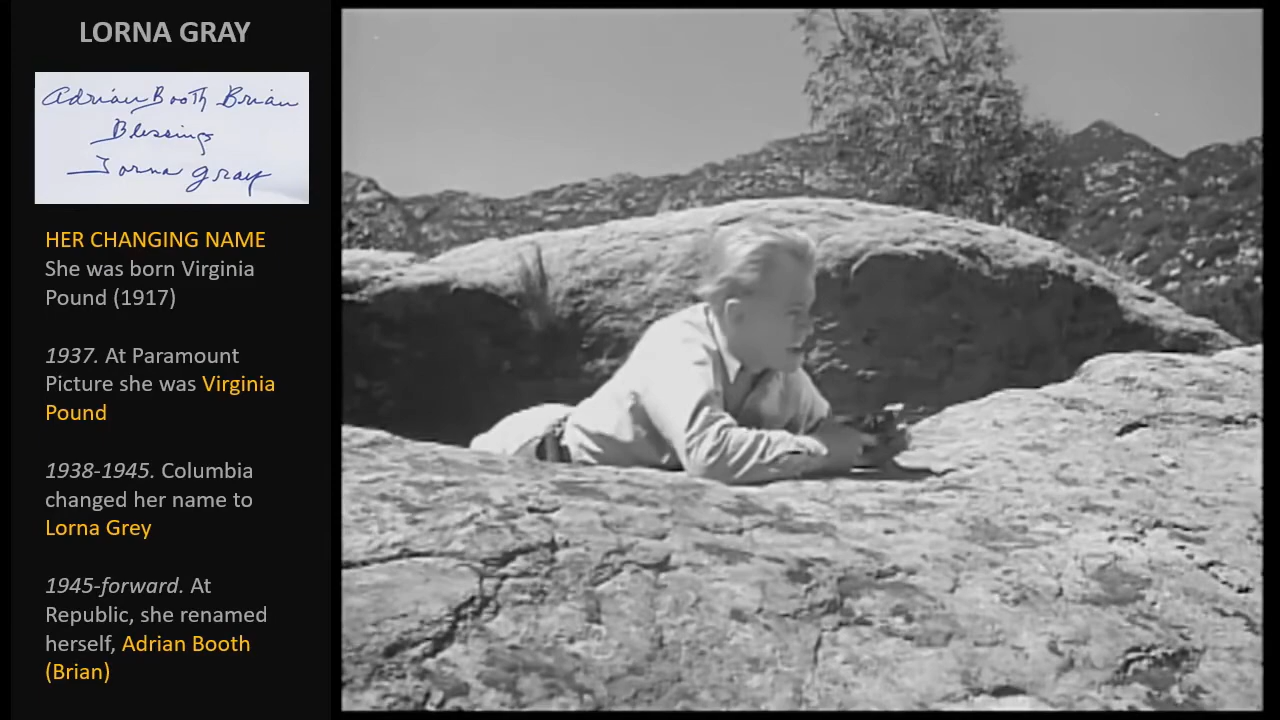 LORNA GRAY
Adrian Booth Brian
Blessings
Lorna Gray
HER CHANGING NAME
She was born Virginia
Pound (1917)
1937. At Paramount
Picture she was Virginia
Pound
1938-1945. Columbia
changed her name to
Lorna Grey
1945-forward. At
Republic, she renamed
herself, Adrian Booth
(Brian)